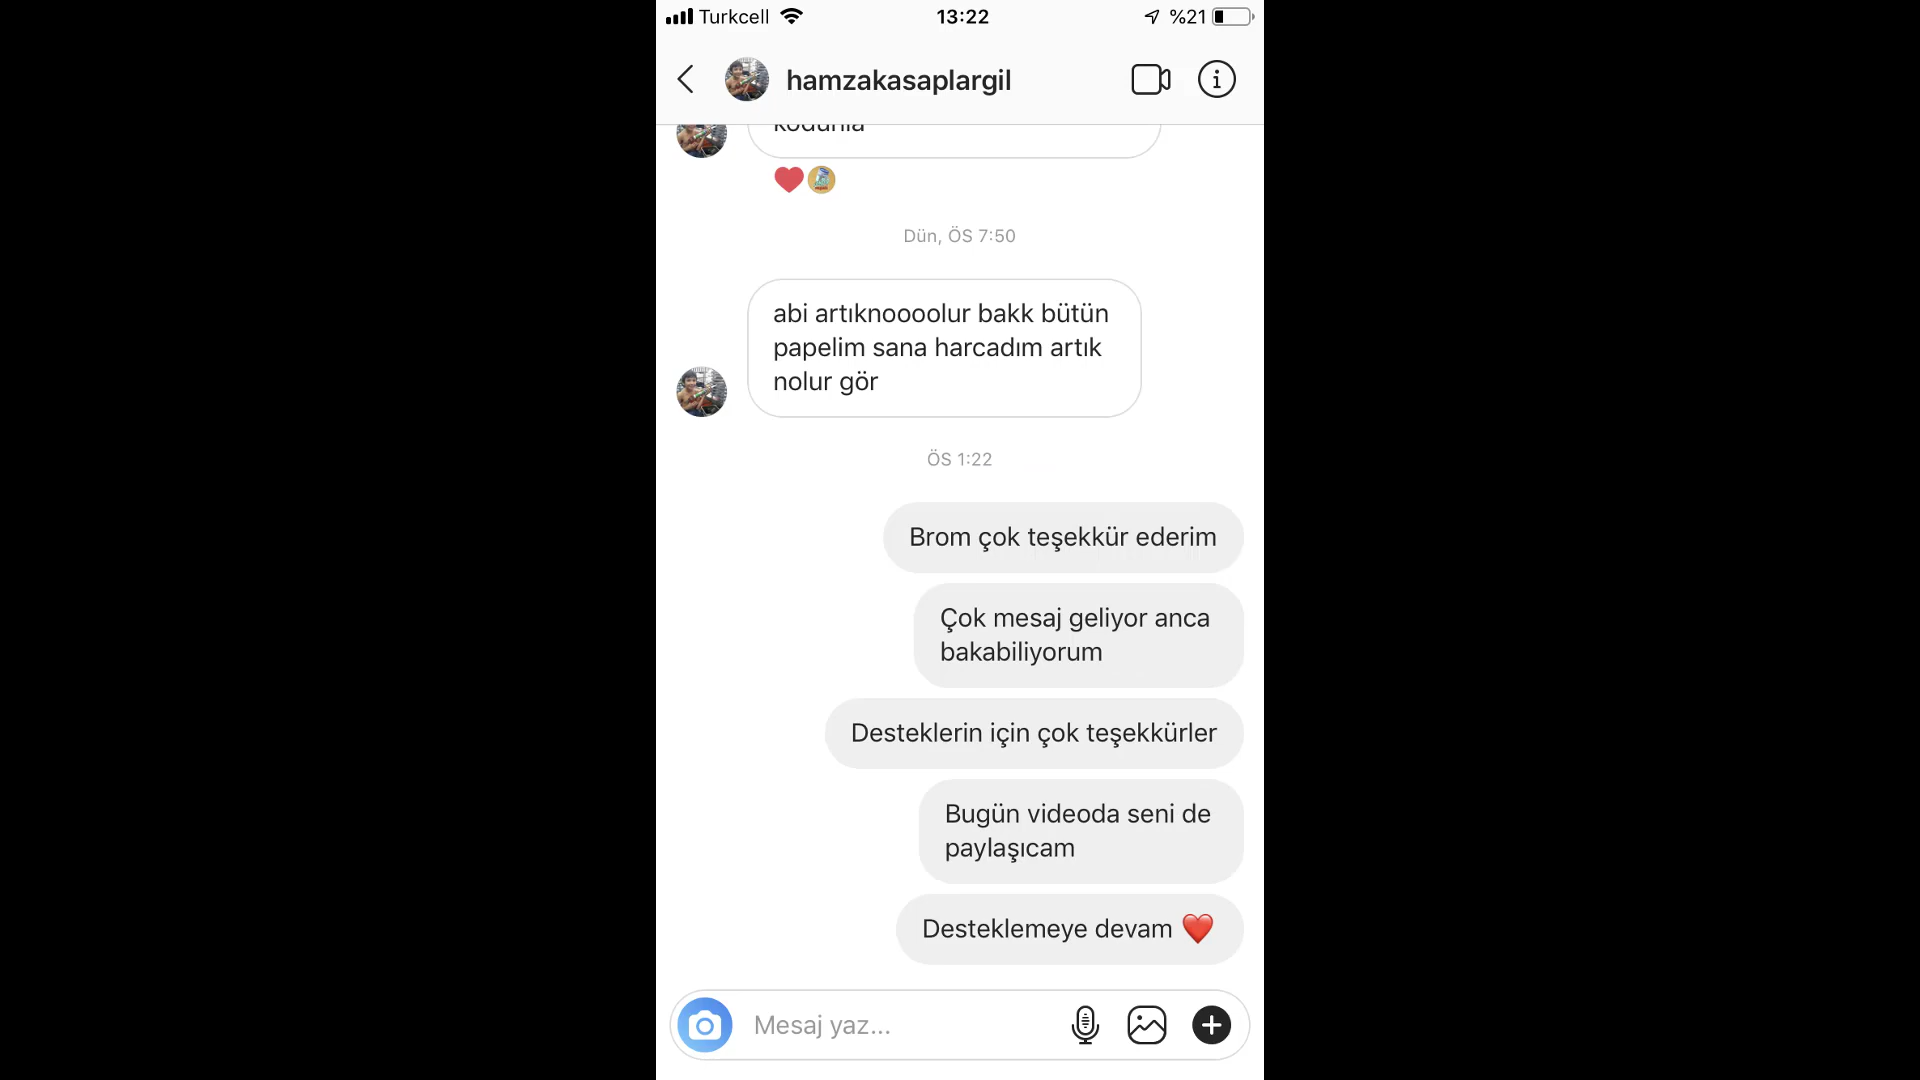 Turkcell 13:22 %21
hamzakasaplargil
kodunla
Dün, ÖS 7:50
abi artıknoooolur bakk bütün
papelim sana harcadım artık
nolur gör
ÖS 1:22
Brom çok teşekkür ederim
Çok mesaj geliyor anca
bakabiliyorum
Desteklerin için çok teşekkürler
Bugün videoda seni de
paylaşıcam
Desteklemeye devam ❤️
Mesaj yaz...